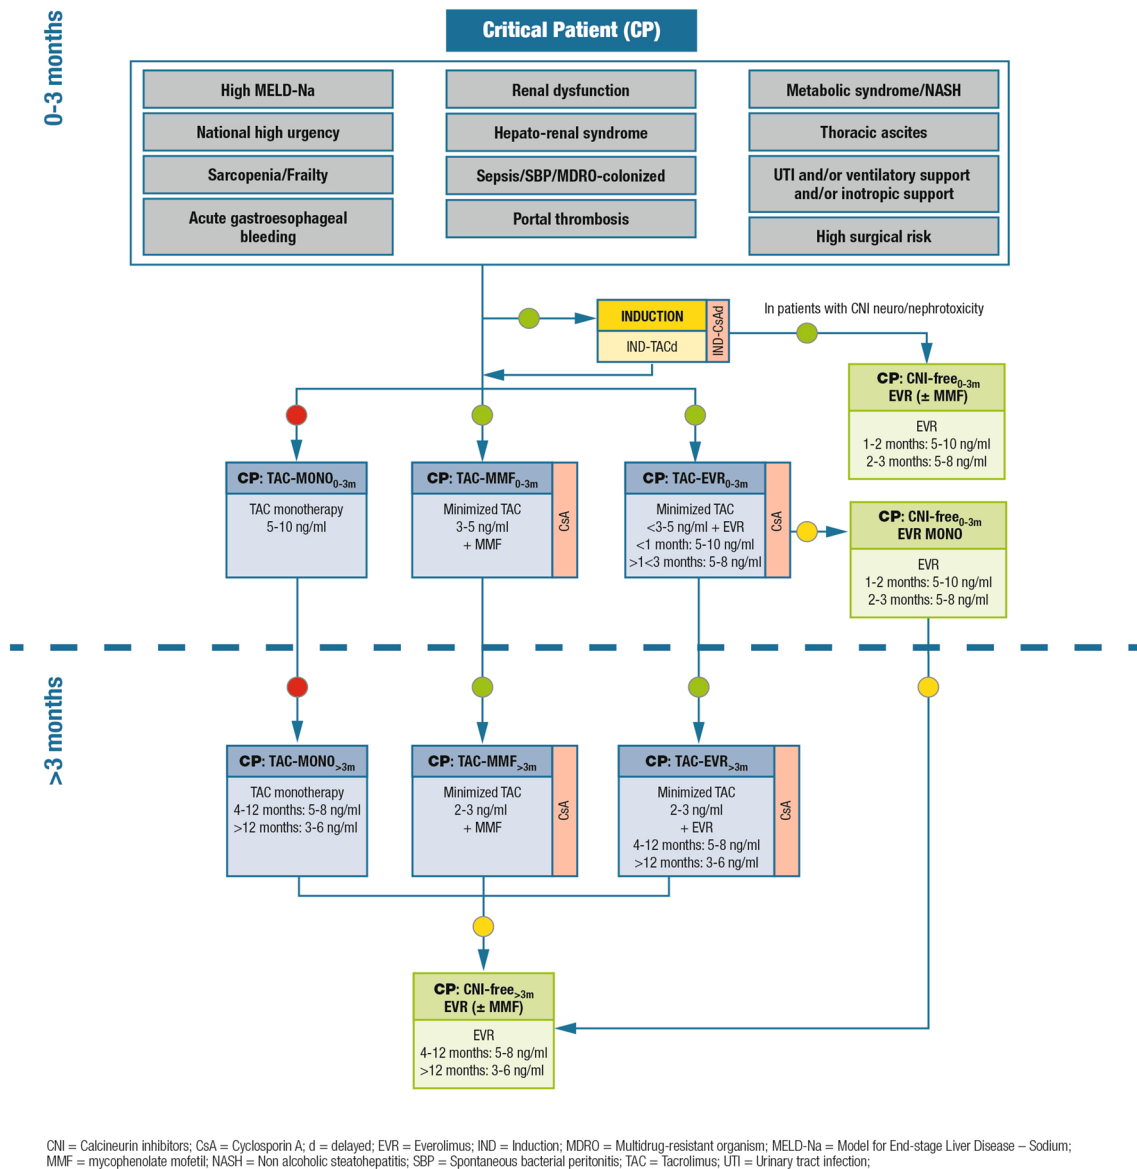 0-3 months
Critical Patient (CP)
High MELD-Na
National high urgency
Sarcopenia/Frailty
Acute gastroesophageal
bleeding
Renal dysfunction
Hepato-renal syndrome
Sepsis/SBP/MDRO-colonized
Portal thrombosis
Metabolic syndrome/NASH
Thoracic ascites
UTI and/or ventilatory support
and/or inotropic support
High surgical risk
INDUCTION
IND-TACd
IND-CsAd
In patients with CNI neuro/nephrotoxicity
CP: CNI-free0-3m
EVR (± MMF)
EVR
1-2 months: 5-10 ng/ml
2-3 months: 5-8 ng/ml
CP: TAC-MONO0-3m
TAC monotherapy
5-10 ng/ml
CP: TAC-MMF0-3m
Minimized TAC
3-5 ng/ml
+ MMF
CsA
CP: TAC-EVR0-3m
Minimized TAC
<3-5 ng/ml + EVR
<1 month: 5-10 ng/ml
>1<3 months: 5-8 ng/ml
CsA
CP: CNI-free0-3m
EVR MONO
EVR
1-2 months: 5-10 ng/ml
2-3 months: 5-8 ng/ml
>3 months
CP: TAC-MONO>3m
TAC monotherapy
4-12 months: 5-8 ng/ml
>12 months: 3-6 ng/ml
CP: TAC-MMF>3m
Minimized TAC
2-3 ng/ml
+ MMF
CsA
CP: TAC-EVR>3m
Minimized TAC
2-3 ng/ml
+ EVR
4-12 months: 5-8 ng/ml
>12 months: 3-6 ng/ml
CsA
CP: CNI-free>3m
EVR (± MMF)
EVR
4-12 months: 5-8 ng/ml
>12 months: 3-6 ng/ml
CNI = Calcineurin inhibitors; CsA = Cyclosporin A; d = delayed; EVR = Everolimus; IND = Induction; MDRO = Multidrug-resistant organism; MELD-Na = Model for End-stage Liver Disease – Sodium;
MMF = mycophenolate mofetil; NASH = Non alcoholic steatohepatitis; SBP = Spontaneous bacterial peritonitis; TAC = Tacrolimus; UTI = Urinary tract infection;